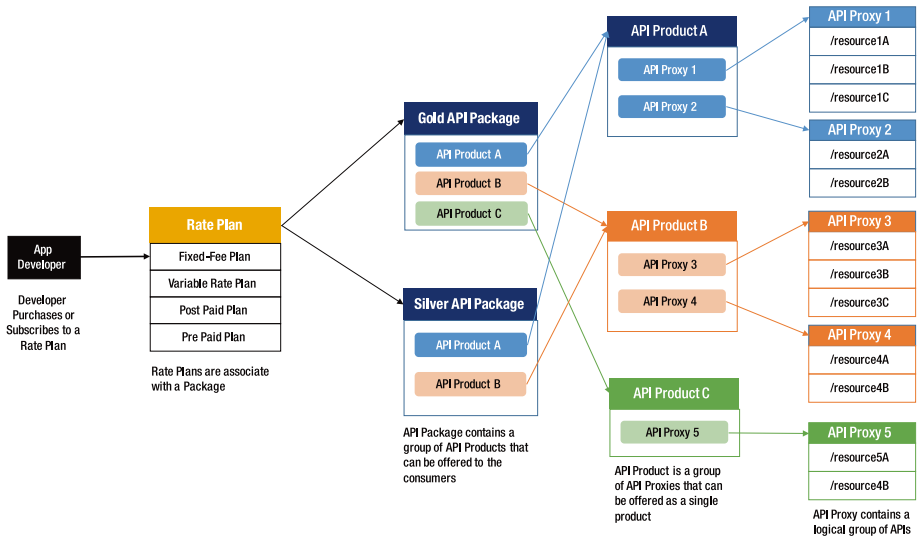 App
Developer
Developer
Purchases or
Subscribes to a
Rate Plan
Rate Plan
Fixed-Fee Plan
Variable Rate Plan
Post Paid Plan
Pre Paid Plan
Rate Plans are associate
with a Package
Gold API Package
API Product A
API Product B
API Product C
Silver API Package
API Product A
API Product B
API Package contains a
group of API Products that
can be offered to the
consumers
API Product A
API Proxy 1
API Proxy 2
API Product B
API Proxy 3
API Proxy 4
API Product C
API Proxy 5
API Product is a group
of API Proxies that can
be offered as a single
product
API Proxy 1
/resource1A
/resource1B
/resource1C
API Proxy 2
/resource2A
/resource2B
API Proxy 3
/resource3A
/resource3B
/resource3C
API Proxy 4
/resource4A
/resource4B
API Proxy 5
/resource5A
/resource4B
API Proxy contains a
logical group of APIs